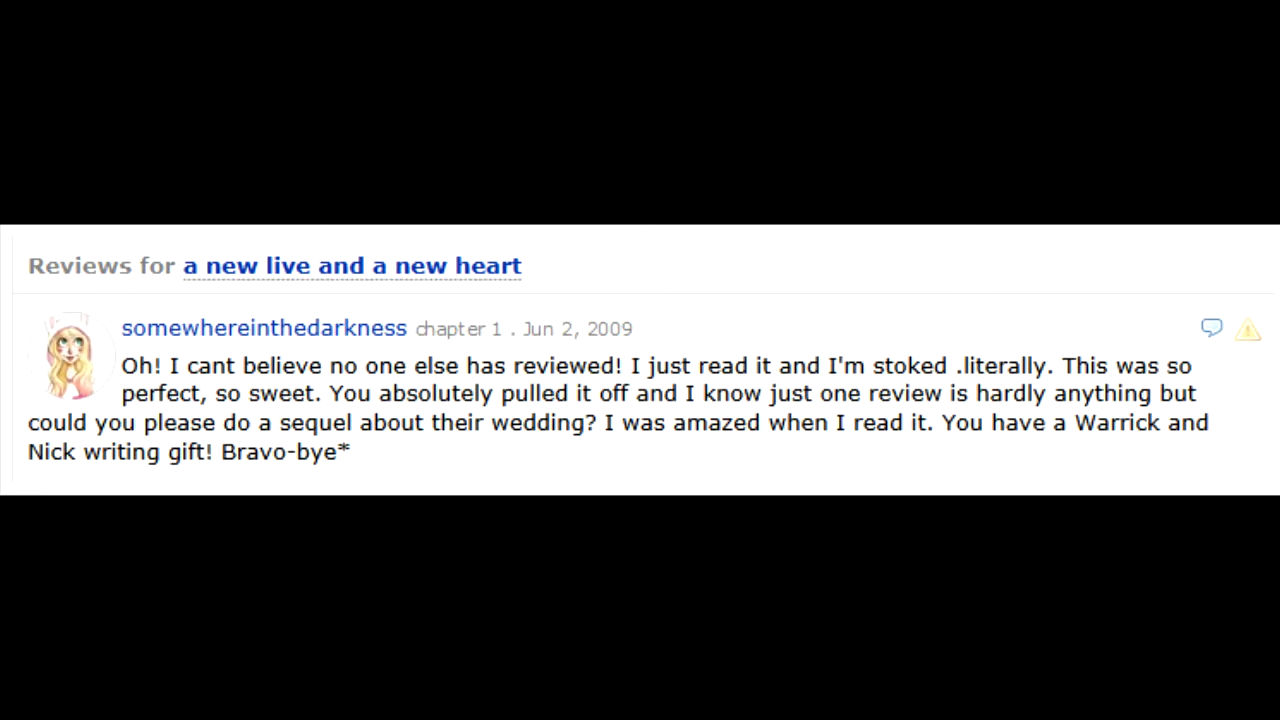 Reviews for a new live and a new heart
somewhereinthedarkness chapter 1 . Jun 2, 2009
Oh! I cant believe no one else has reviewed! I just read it and I'm stoked .literally. This was so
perfect, so sweet. You absolutely pulled it off and I know just one review is hardly anything but
could you please do a sequel about their wedding? I was amazed when I read it. You have a Warrick and
Nick writing gift! Bravo-bye*